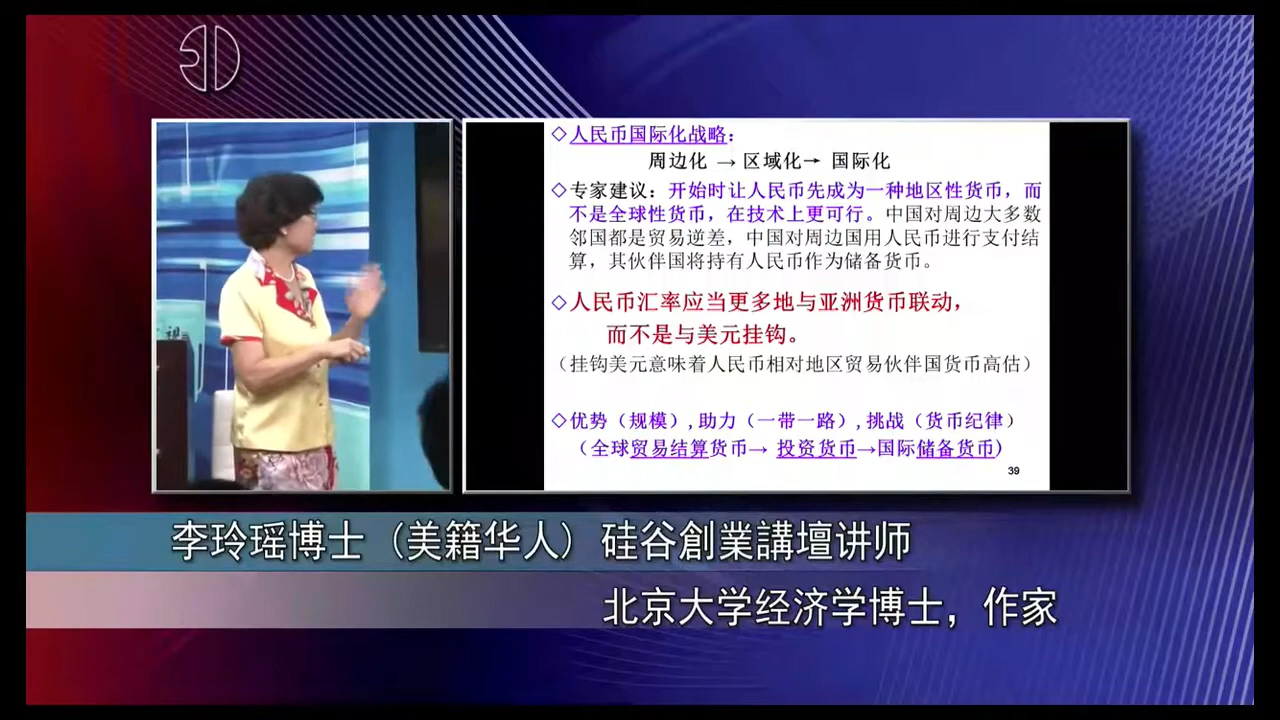 ◇人民币国际化战略：
周边化 → 区域化→ 国际化
◇专家建议：开始时让人民币先成为一种地区性货币，而
不是全球性货币，在技术上更可行。中国对周边大多数
邻国都是贸易逆差，中国对周边国用人民币进行支付结
算，其伙伴国将持有人民币作为储备货币。
◇人民币汇率应当更多地与亚洲货币联动，
而不是与美元挂钩。
（挂钩美元意味着人民币相对地区贸易伙伴国货币高估）
◇优势（规模）,助力（一带一路）,挑战（货币纪律）
（全球贸易结算货币→ 投资货币→国际储备货币)
39
李玲瑶博士（美籍华人）硅谷創業講壇讲师
北京大学经济学博士，作家